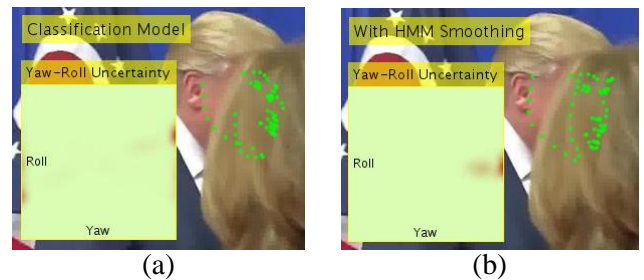 Classification Model
Yaw-Roll Uncertainty
Roll
Yaw
(a)
With HMM Smoothing
Yaw-Roll Uncertainty
Roll
Yaw
(b)